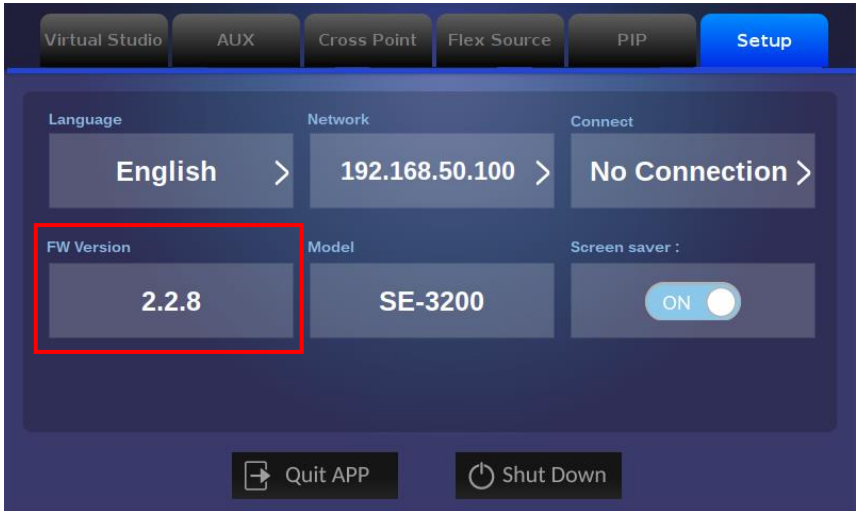 Virtual Studio
AUX
Cross Point
Flex Source
PIP
Setup
Language
Network
Connect
English
192.168.50.100
No Connection
FW Version
Model
Screen saver :
2.2.8
SE-3200
ON
Quit APP
Shut Down